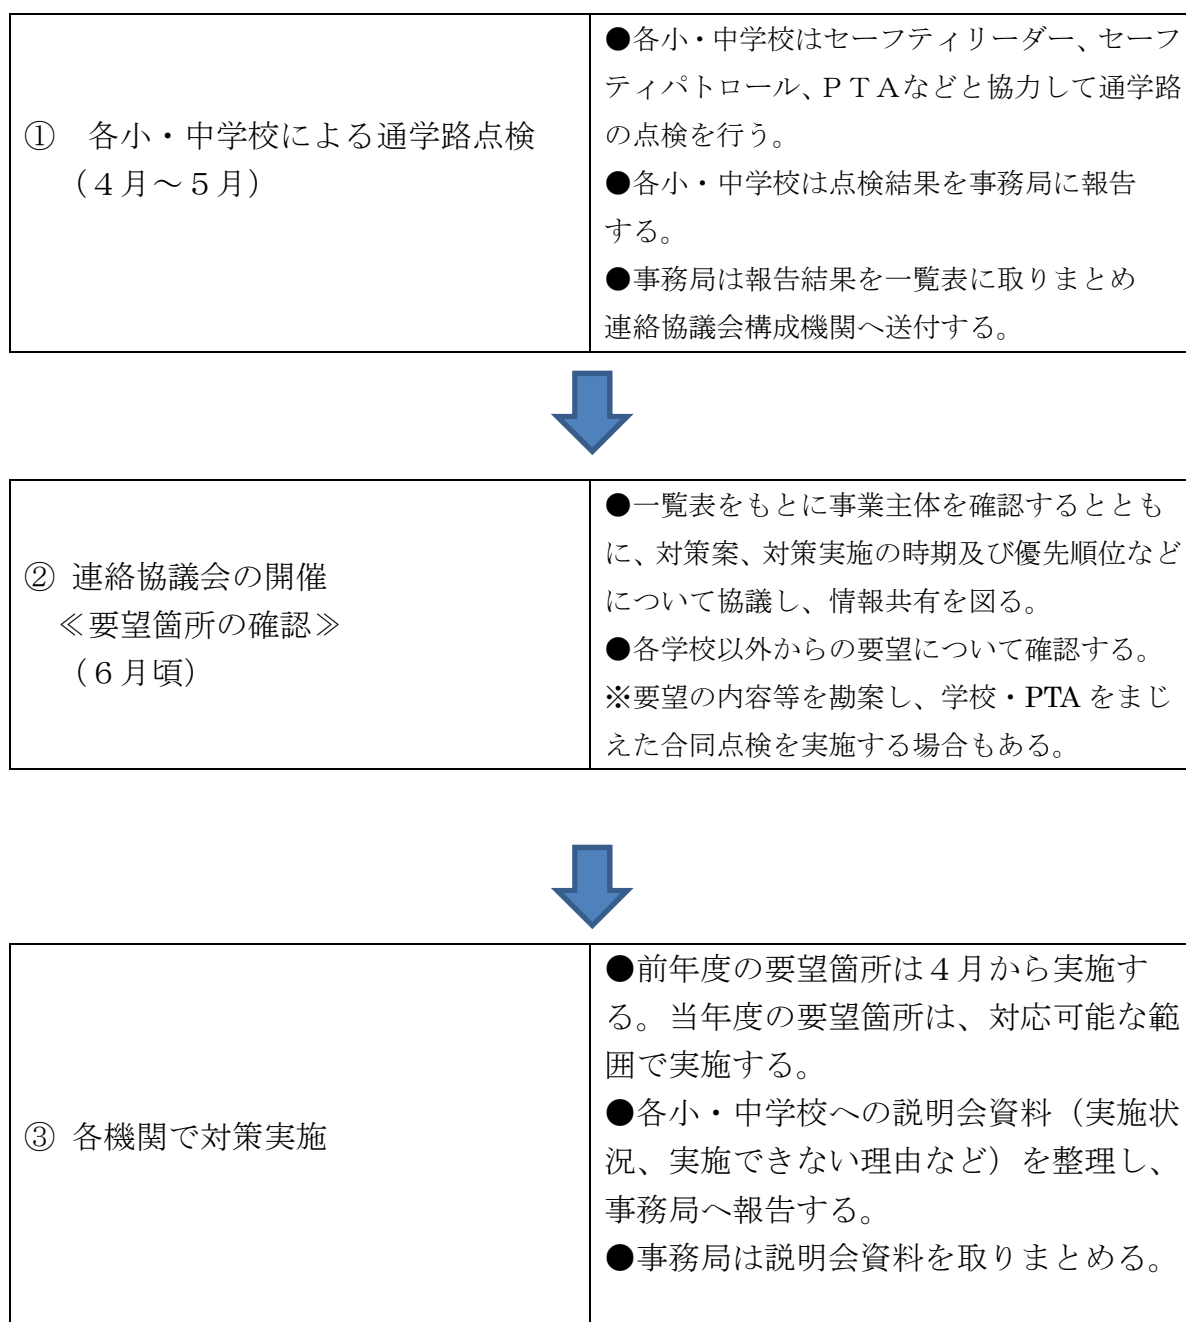 ① 各小・中学校による通学路点検
（４月～５月）
●各小・中学校はセーフティリーダー、セーフ
ティパトロール、ＰＴＡなどと協力して通学路
の点検を行う。
●各小・中学校は点検結果を事務局に報告
する。
●事務局は報告結果を一覧表に取りまとめ
連絡協議会構成機関へ送付する。
② 連絡協議会の開催
≪要望箇所の確認≫
（６月頃）
●一覧表をもとに事業主体を確認するととも
に、対策案、対策実施の時期及び優先順位など
について協議し、情報共有を図る。
●各学校以外からの要望について確認する。
※要望の内容等を勘案し、学校・PTA をまじ
えた合同点検を実施する場合もある。
③ 各機関で対策実施
●前年度の要望箇所は４月から実施す
る。当年度の要望箇所は、対応可能な範
囲で実施する。
●各小・中学校への説明会資料（実施状
況、実施できない理由など）を整理し、
事務局へ報告する。
●事務局は説明会資料を取りまとめる。